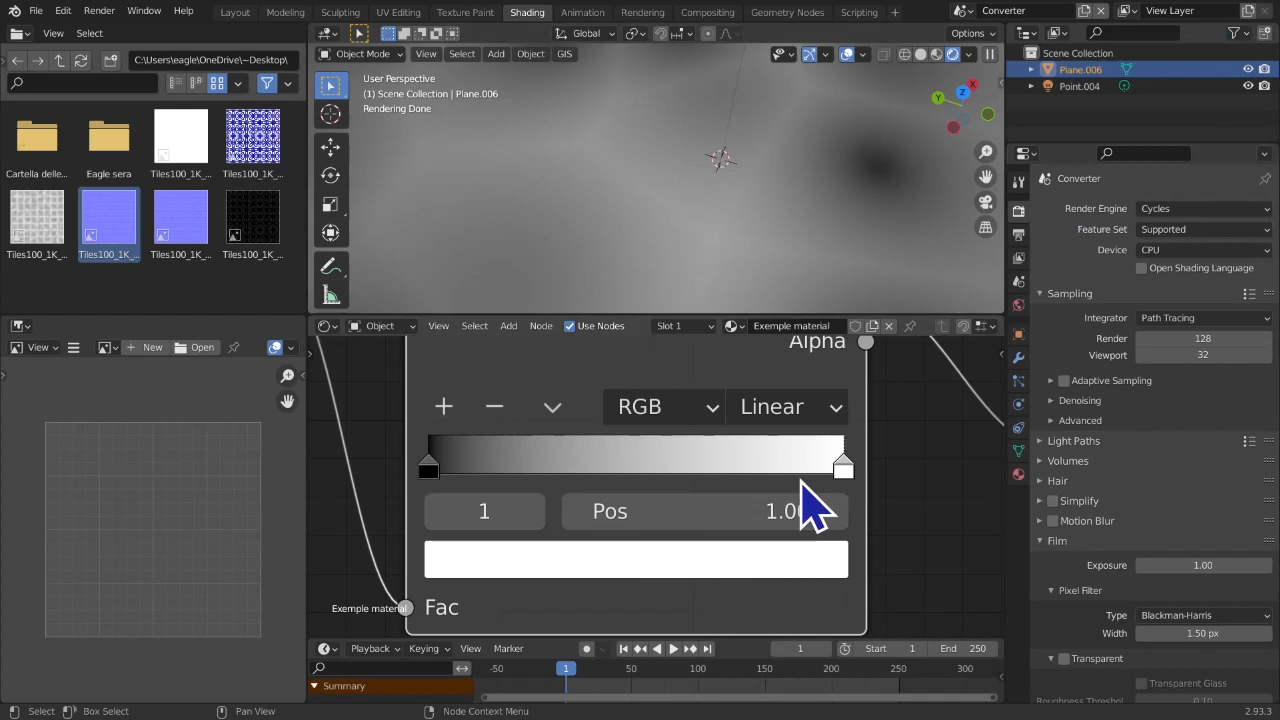 File Edit Render Window Help Layout Modeling Sculpting UV Editing Texture Paint Shading Animation Rendering Compositing Geometry Nodes Scripting + Converter View Layer
View Select
C:\Users\eagle\OneDrive\~Desktop\
Cartella delle... Eagle sera Tiles100_1K_... Tiles100_1K_...
Tiles100_1K_... Tiles100_1K_... Tiles100_1K_... Tiles100_1K_...
View New Open
Global Options
Object Mode View Select Add Object GIS
User Perspective
(1) Scene Collection | Plane.006
Rendering Done
X Y Z
Object View Select Add Node Use Nodes Slot 1 Exemple material
Alpha
RGB Linear
1 Pos
Exemple material Fac
Playback Keying View Marker 1 Start 1 End 250
-50 1 50 100 150 200 250 300
Summary
Scene Collection
Plane.006
Point.004
Converter
Render Engine Cycles
Feature Set Supported
Device CPU
Open Shading Language
Sampling
Integrator Path Tracing
Render 128
Viewport 32
Adaptive Sampling
Denoising
Advanced
Light Paths
Volumes
Hair
Simplify
Motion Blur
Film
Exposure 1.00
Pixel Filter
Type Blackman-Harris
Width 1.50 px
Transparent
Transparent Glass
Roughness Threshol 0.10
Select Box Select Pan View Node Context Menu 2.93.3